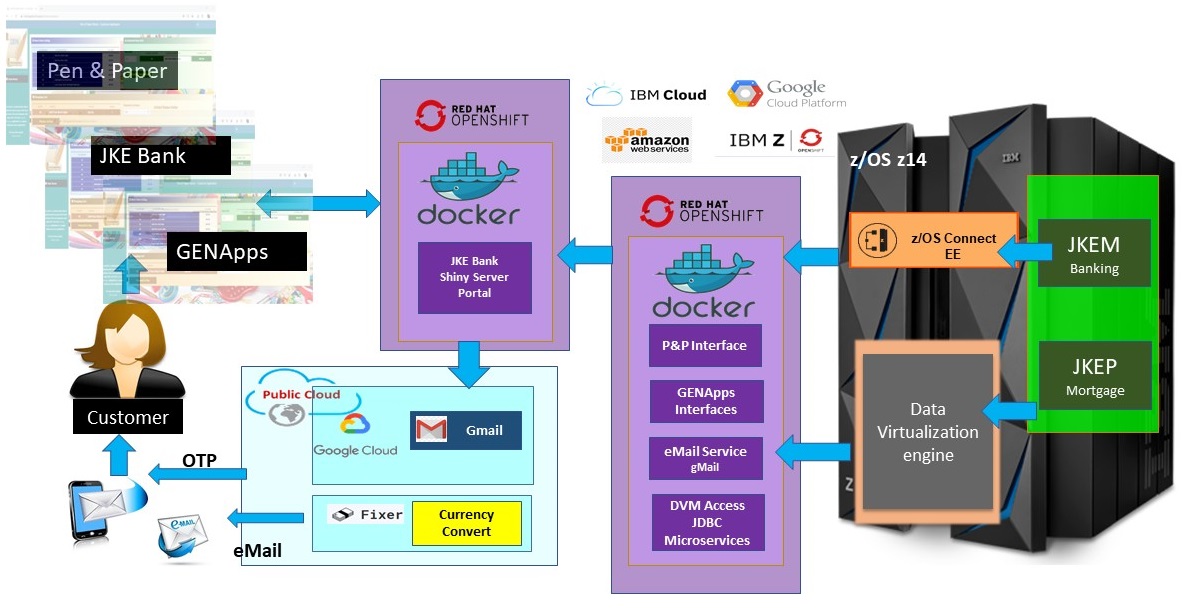 Pen & Paper
JKE Bank
GENApps
Customer
OTP
eMail
E-MAIL
RED HAT
OPENSHIFT
docker
JKE Bank
Shiny Server
Portal
Public Cloud
Google Cloud
Gmail
Fixer
Currency
Convert
IBM Cloud
Google
Cloud Platform
amazon
webservices
IBM Z
OPENSHIFT
RED HAT
OPENSHIFT
docker
P&P Interface
GENApps
Interfaces
eMail Service
gMail
DVM Access
JDBC
Microservices
z/OS z14
IBM
z/OS Connect
EE
JKEM
Banking
JKEP
Mortgage
Data
Virtualization
engine
Z